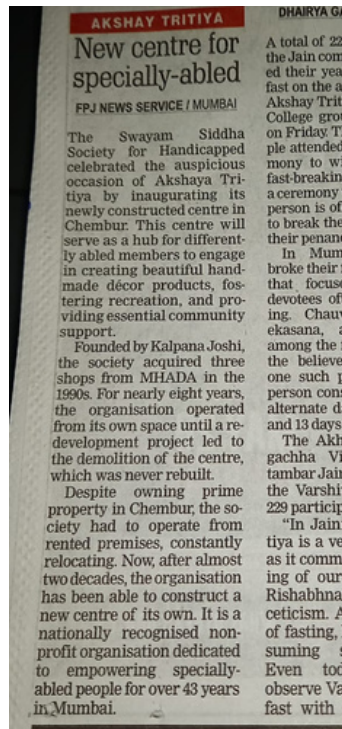 AKSHAY TRITIYA
New centre for
specially-abled
FPJ NEWS SERVICE / MUMBAI
The Swayam Siddha
Society for Handicapped
celebrated the auspicious
occasion of Akshaya Tri-
tiya by inaugurating its
newly constructed centre in
Chembur. This centre will
serve as a hub for different-
ly abled members to engage
in creating beautiful hand-
made décor products, fos-
tering recreation, and pro-
viding essential community
support.
Founded by Kalpana Joshi,
the society acquired three
shops from MHADA in the
1990s. For nearly eight years,
the organisation operated
from its own space until a re-
development project led to
the demolition of the centre,
which was never rebuilt.
Despite owning prime
property in Chembur, the so-
ciety had to operate from
rented premises, constantly
relocating. Now, after almost
two decades, the organisation
has been able to construct a
new centre of its own. It is a
nationally recognised non-
profit organisation dedicated
to empowering specially-
abled people for over 43 years
in Mumbai.
DHAIRYA
A total of 22
the Jain com
ed their yea
fast on the a
Akshay Trit
College gro
on Friday. T
ple attended
mony to wi
fast-breakin
a ceremony
person is of
to break the
their penan
In Mum
broke their
that focus
devotees of
ing. Chau
ekasana, a
among the
the believe
one such p
person con
alternate d
and 13 days
The Akh
gachha Vi
tambar Jain
the Varshi
229 particip
"In Jain
tiya is a ve
as it comm
ing of our
Rishabhna
ceticism. A
of fasting,
suming s
Even tod
observe Va
fast with